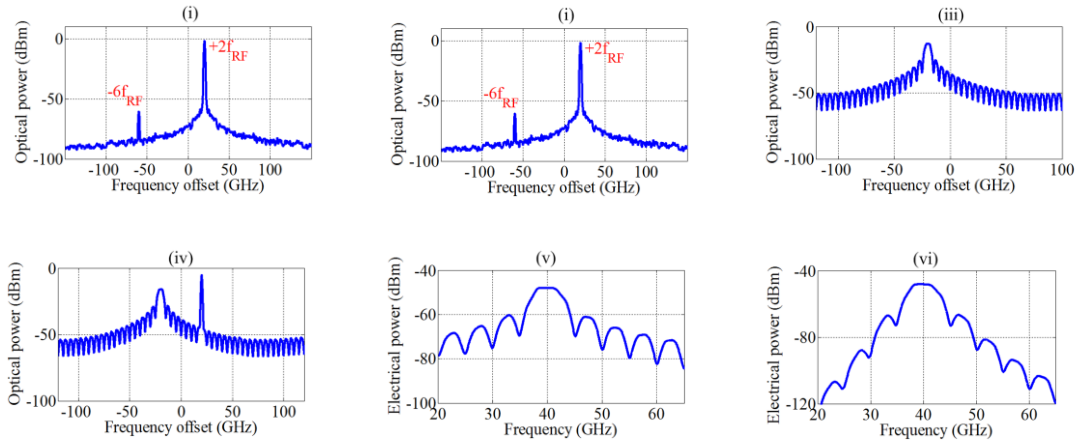 (i)
Optical power (dBm)
0
-50
-100
+2f_RF
-6f_RF
-100 -50 0 50 100
Frequency offset (GHz)
(i)
Optical power (dBm)
0
-50
-100
+2f_RF
-6f_RF
-100 -50 0 50 100
Frequency offset (GHz)
(iii)
Optical power (dBm)
0
-50
-100
-100 -50 0 50 100
Frequency offset (GHz)
(iv)
Optical power (dBm)
0
-50
-100
-100 -50 0 50 100
Frequency offset (GHz)
(v)
Electrical power (dBm)
-40
-60
-80
-100
20 30 40 50 60
Frequency (GHz)
(vi)
Electrical power (dBm)
-40
-80
-120
20 30 40 50 60
Frequency (GHz)